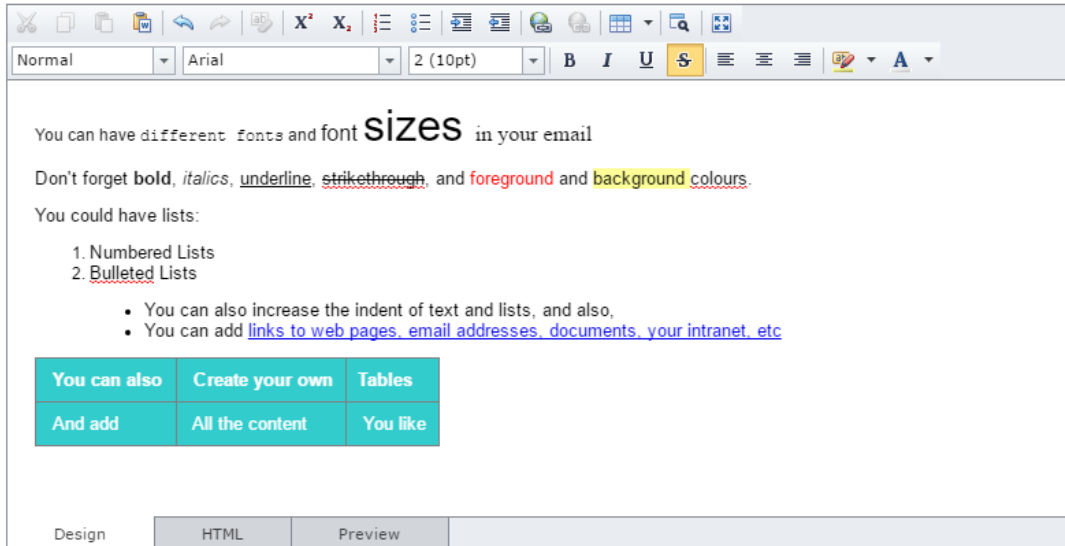 X² X₂
Normal Arial 2 (10pt) B I U S A
You can have different fonts and font sizes in your email
Don't forget bold, italics, underline, strikethrough, and foreground and background colours.
You could have lists:
1. Numbered Lists
2. Bulleted Lists
• You can also increase the indent of text and lists, and also,
• You can add links to web pages, email addresses, documents, your intranet, etc
You can also Create your own Tables
And add All the content You like
Design HTML Preview